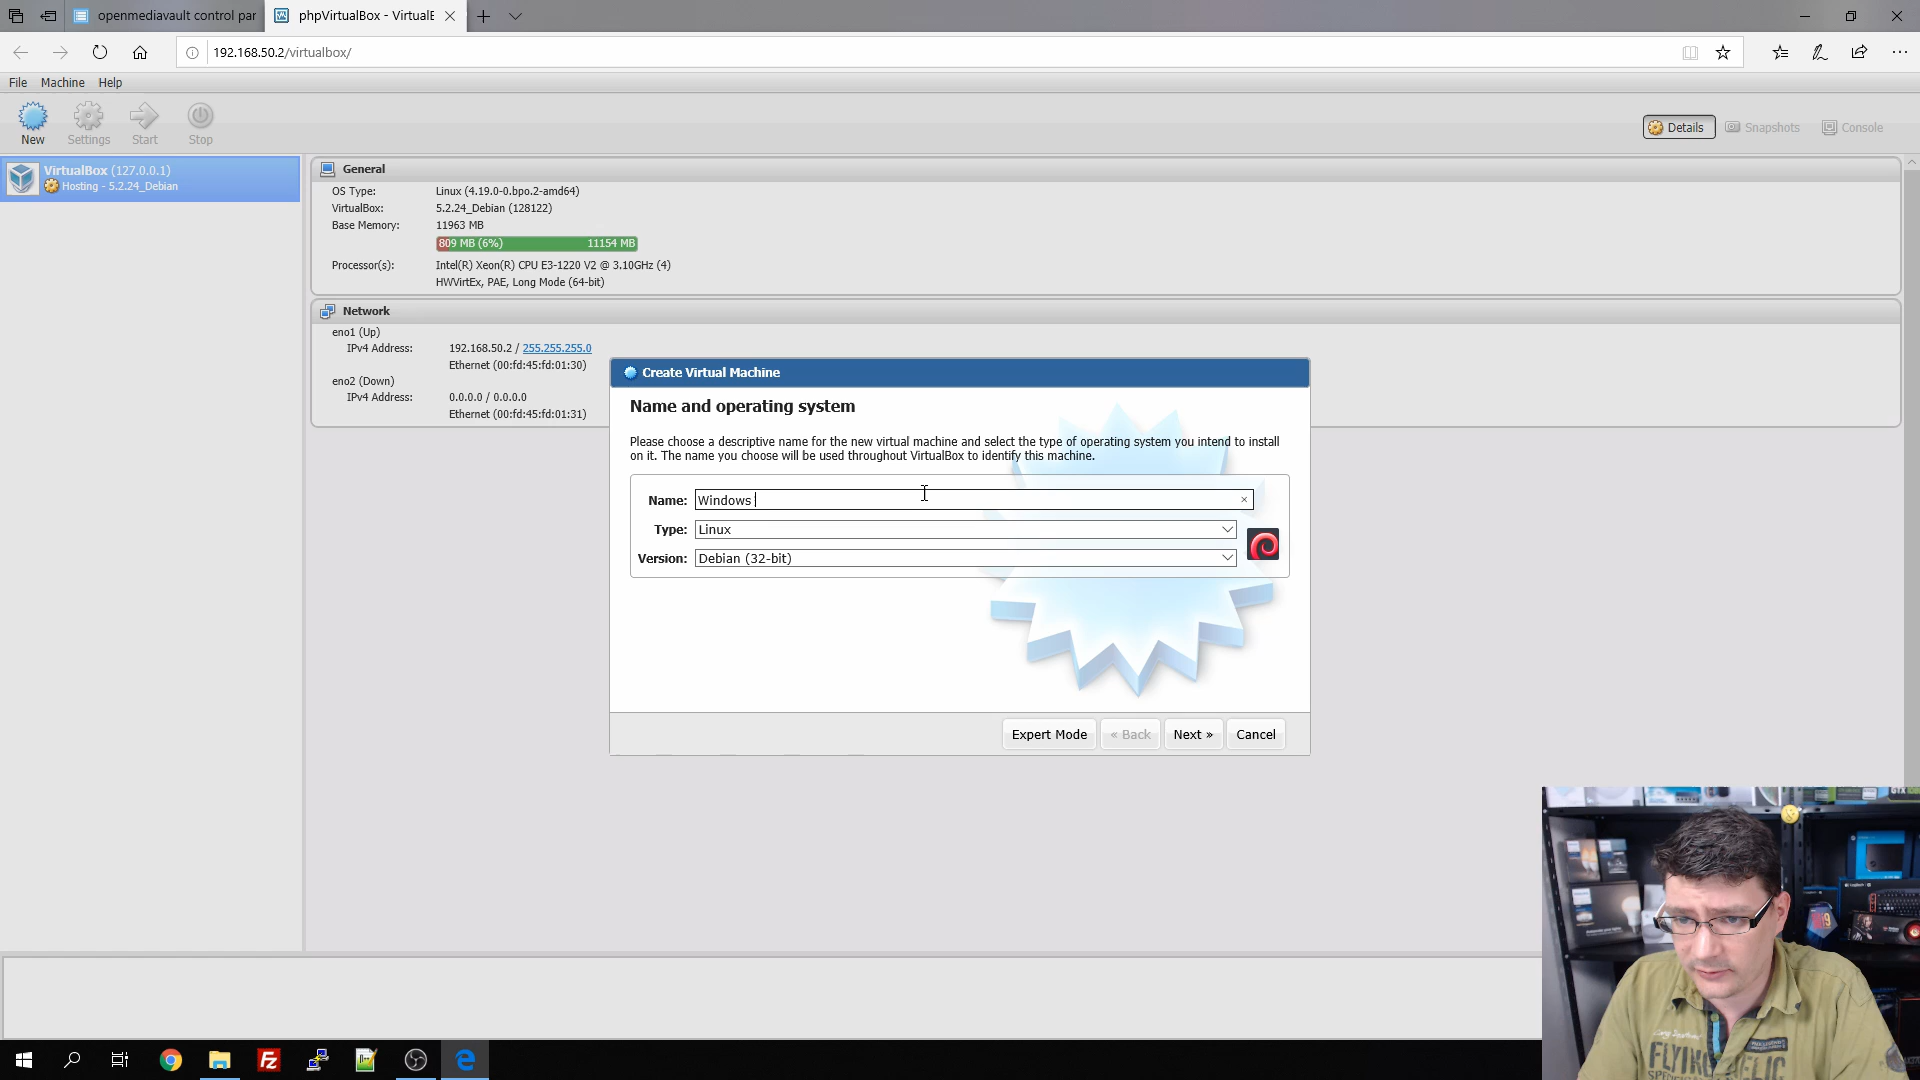 openmediavault control par
phpVirtualBox - VirtualE
192.168.50.2/virtualbox/
File Machine Help
New Settings Start Stop
Details Snapshots Console
VirtualBox (127.0.0.1)
Hosting - 5.2.24_Debian
General
OS Type: Linux (4.19.0-0.bpo.2-amd64)
VirtualBox: 5.2.24_Debian (128122)
Base Memory: 11963 MB
809 MB (6%) 11154 MB
Processor(s): Intel(R) Xeon(R) CPU E3-1220 V2 @ 3.10GHz (4)
HWVirtEx, PAE, Long Mode (64-bit)
Network
eno1 (Up)
IPv4 Address: 192.168.50.2 / 255.255.255.0
Ethernet (00:fd:45:fd:01:30)
eno2 (Down)
IPv4 Address: 0.0.0.0 / 0.0.0.0
Ethernet (00:fd:45:fd:01:31)
Create Virtual Machine
Name and operating system
Please choose a descriptive name for the new virtual machine and select the type of operating system you intend to install
on it. The name you choose will be used throughout VirtualBox to identify this machine.
Name: Windows
Type: Linux
Version: Debian (32-bit)
Expert Mode « Back Next » Cancel
FLYING RELIC